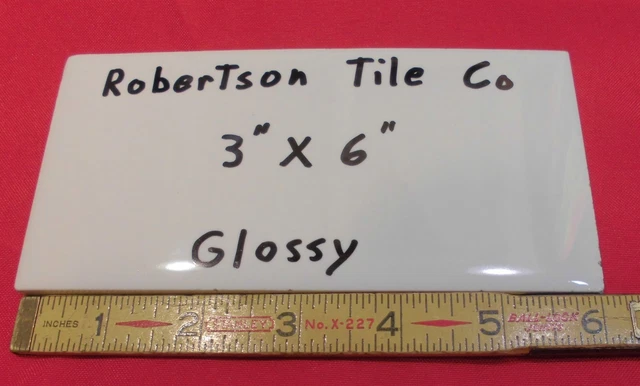 Robertson Tile Co
3" X 6"
Glossy
INCHES 1 2 STANLEY 3 No. X-227 4 5 6